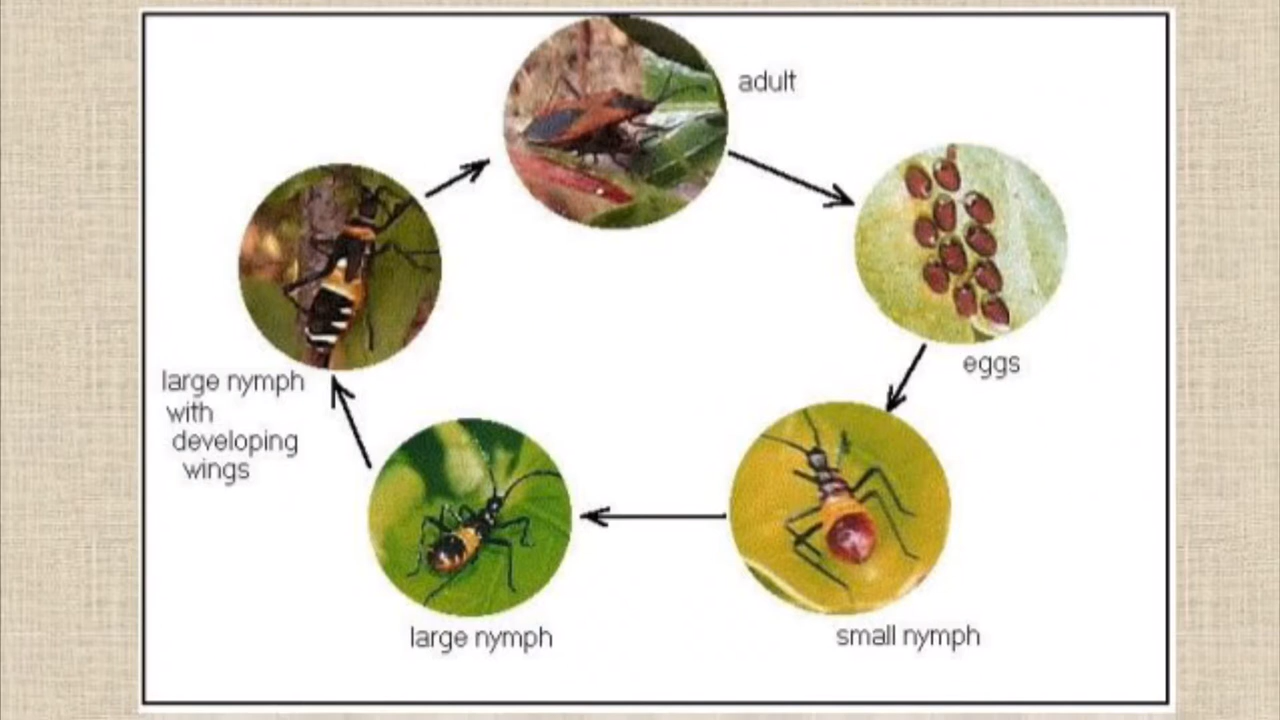 adult
eggs
small nymph
large nymph
large nymph
with
developing
wings